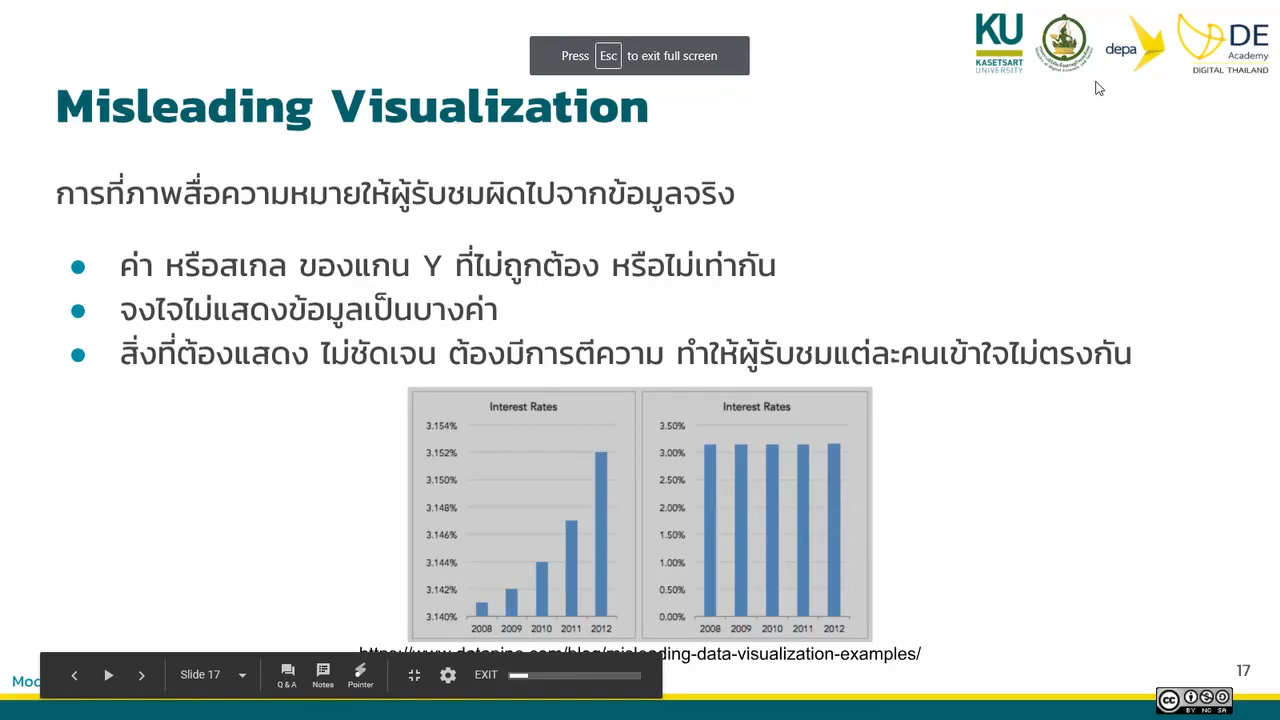 KU
KASETSART
UNIVERSITY
depa
DE
Academy
DIGITAL THAILAND
Press Esc to exit full screen
Misleading Visualization
การที่ภาพสื่อความหมายให้ผู้รับชมผิดไปจากข้อมูลจริง
● ค่า หรือสเกล ของแกน Y ที่ไม่ถูกต้อง หรือไม่เท่ากัน
● จงใจไม่แสดงข้อมูลเป็นบางค่า
● สิ่งที่ต้องแสดง ไม่ชัดเจน ต้องมีการตีความ ทำให้ผู้รับชมแต่ละคนเข้าใจไม่ตรงกัน
Interest Rates
3.154%
3.152%
3.150%
3.148%
3.146%
3.144%
3.142%
3.140%
2008 2009 2010 2011 2012
Interest Rates
3.50%
3.00%
2.50%
2.00%
1.50%
1.00%
0.50%
0.00%
2008 2009 2010 2011 2012
https://www.datapine.com/blog/misleading-data-visualization-examples/
Slide 17
Q & A
Notes
Pointer
EXIT
17
cc
BY NC SA